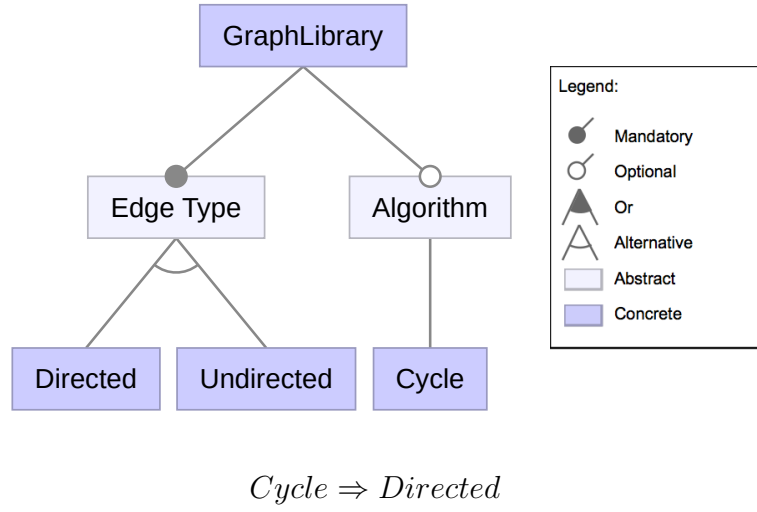 GraphLibrary
Edge Type
Algorithm
Directed
Undirected
Cycle
Legend:
Mandatory
Optional
Or
Alternative
Abstract
Concrete
Cycle ⇒ Directed